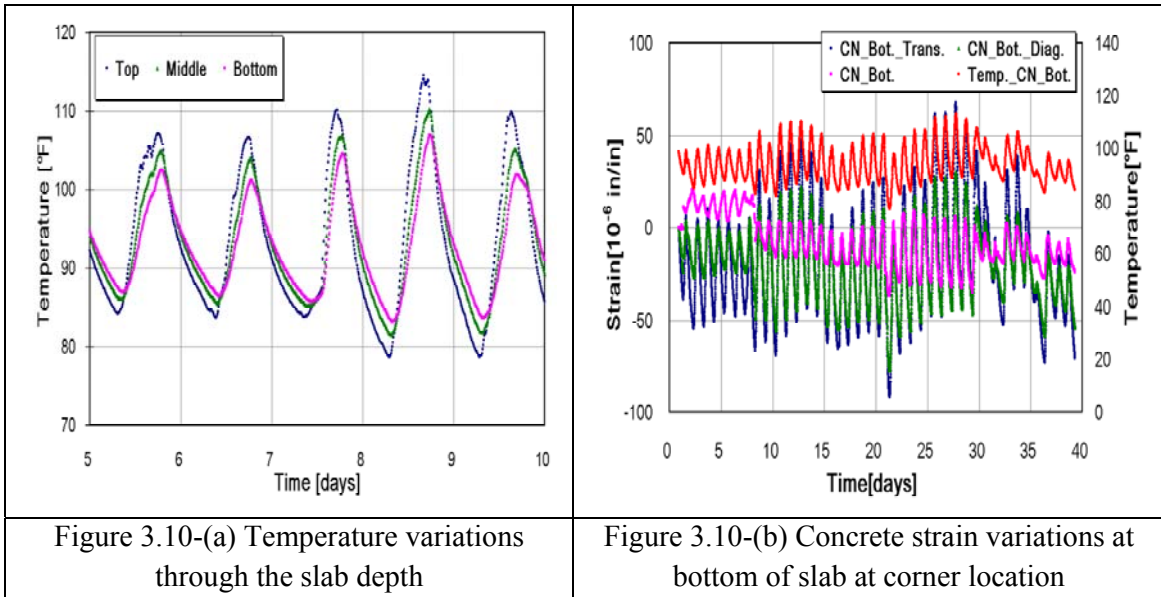 120
110
100
90
80
70
Temperature [°F]
Top Middle Bottom
5 6 7 8 9 10
Time [days]
Figure 3.10-(a) Temperature variations
through the slab depth
100
50
0
-50
-100
Strain[10⁻⁶ in/in]
CN_Bot._Trans. CN_Bot._Diag.
CN_Bot. Temp._CN_Bot.
140
120
100
80
60
40
20
0
Temperature[°F]
0 5 10 15 20 25 30 35 40
Time[days]
Figure 3.10-(b) Concrete strain variations at
bottom of slab at corner location